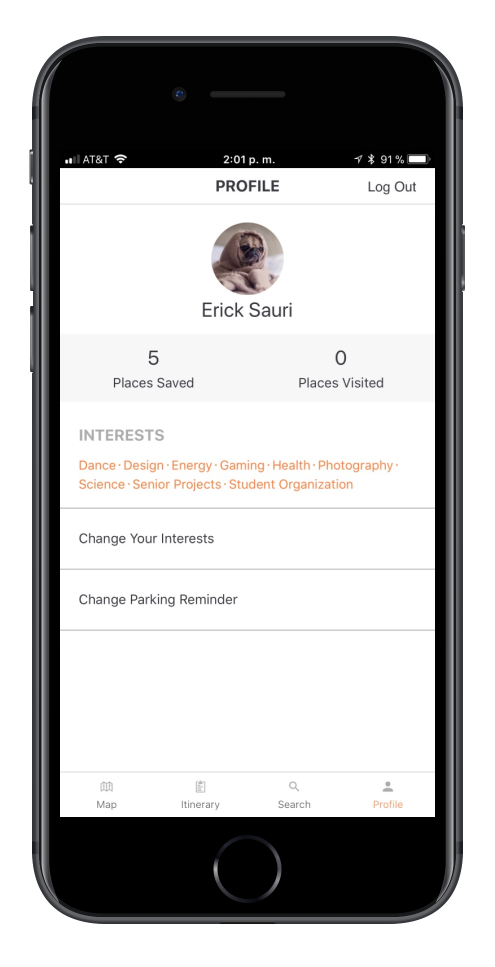 AT&T 2:01 p. m. 91 %
PROFILE Log Out
Erick Sauri
5 0
Places Saved Places Visited
INTERESTS
Dance · Design · Energy · Gaming · Health · Photography ·
Science · Senior Projects · Student Organization
Change Your Interests
Change Parking Reminder
Map Itinerary Search Profile